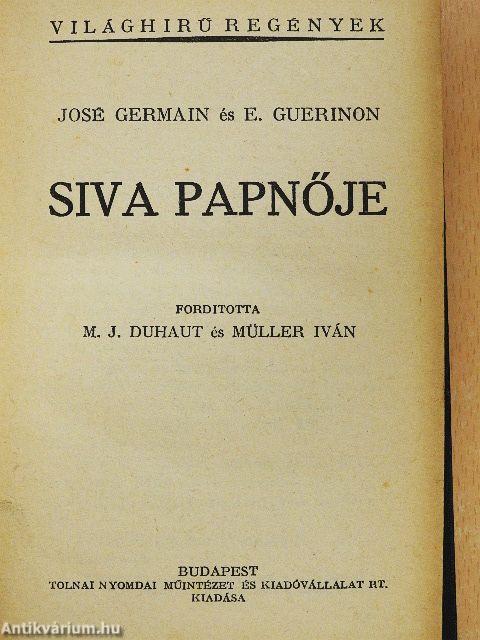 VILÁGHIRŰ REGÉNYEK
JOSÉ GERMAIN és E. GUERINON
SIVA PAPNŐJE
FORDITOTTA
M. J. DUHAUT és MÜLLER IVÁN
BUDAPEST
TOLNAI NYOMDAI MŰINTÉZET ÉS KIADÓVÁLLALAT RT.
KIADÁSA
Antikvárium.hu